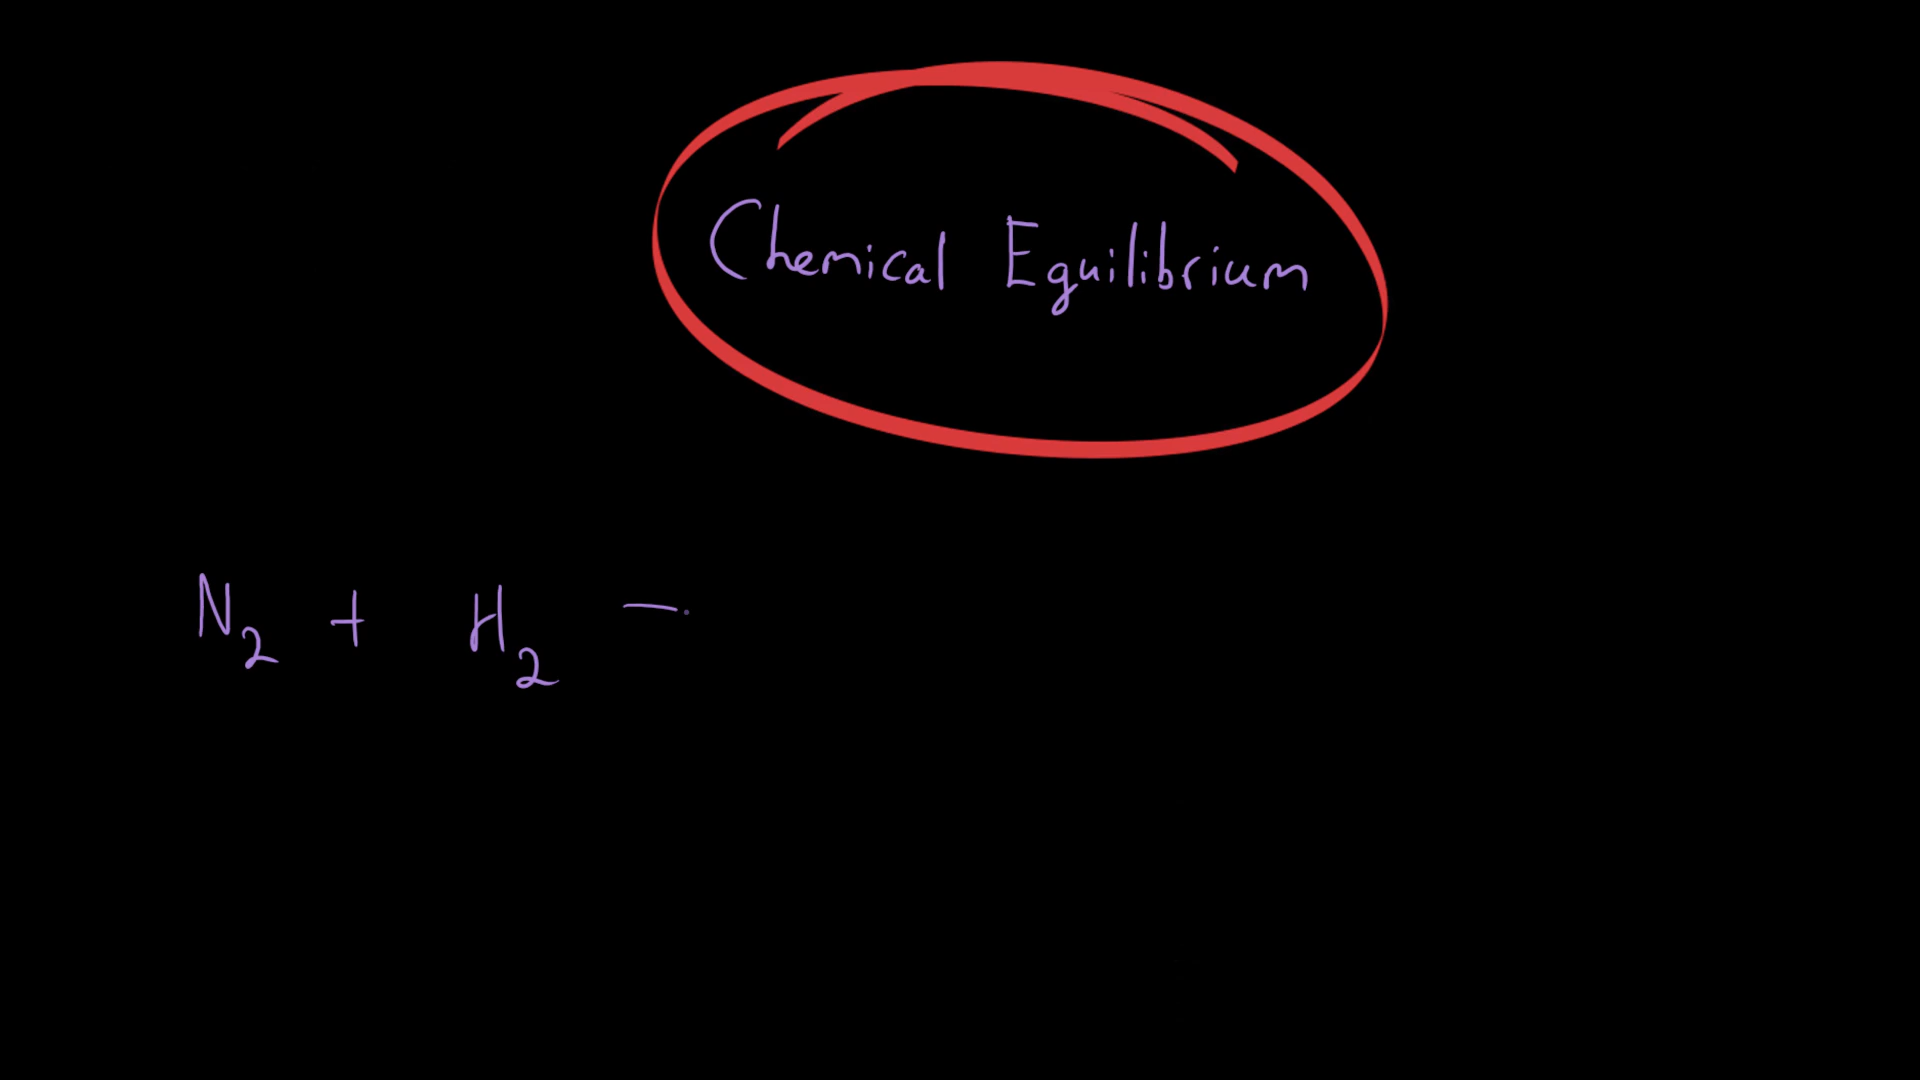 Chemical Equilibrium
N₂ + H₂ —